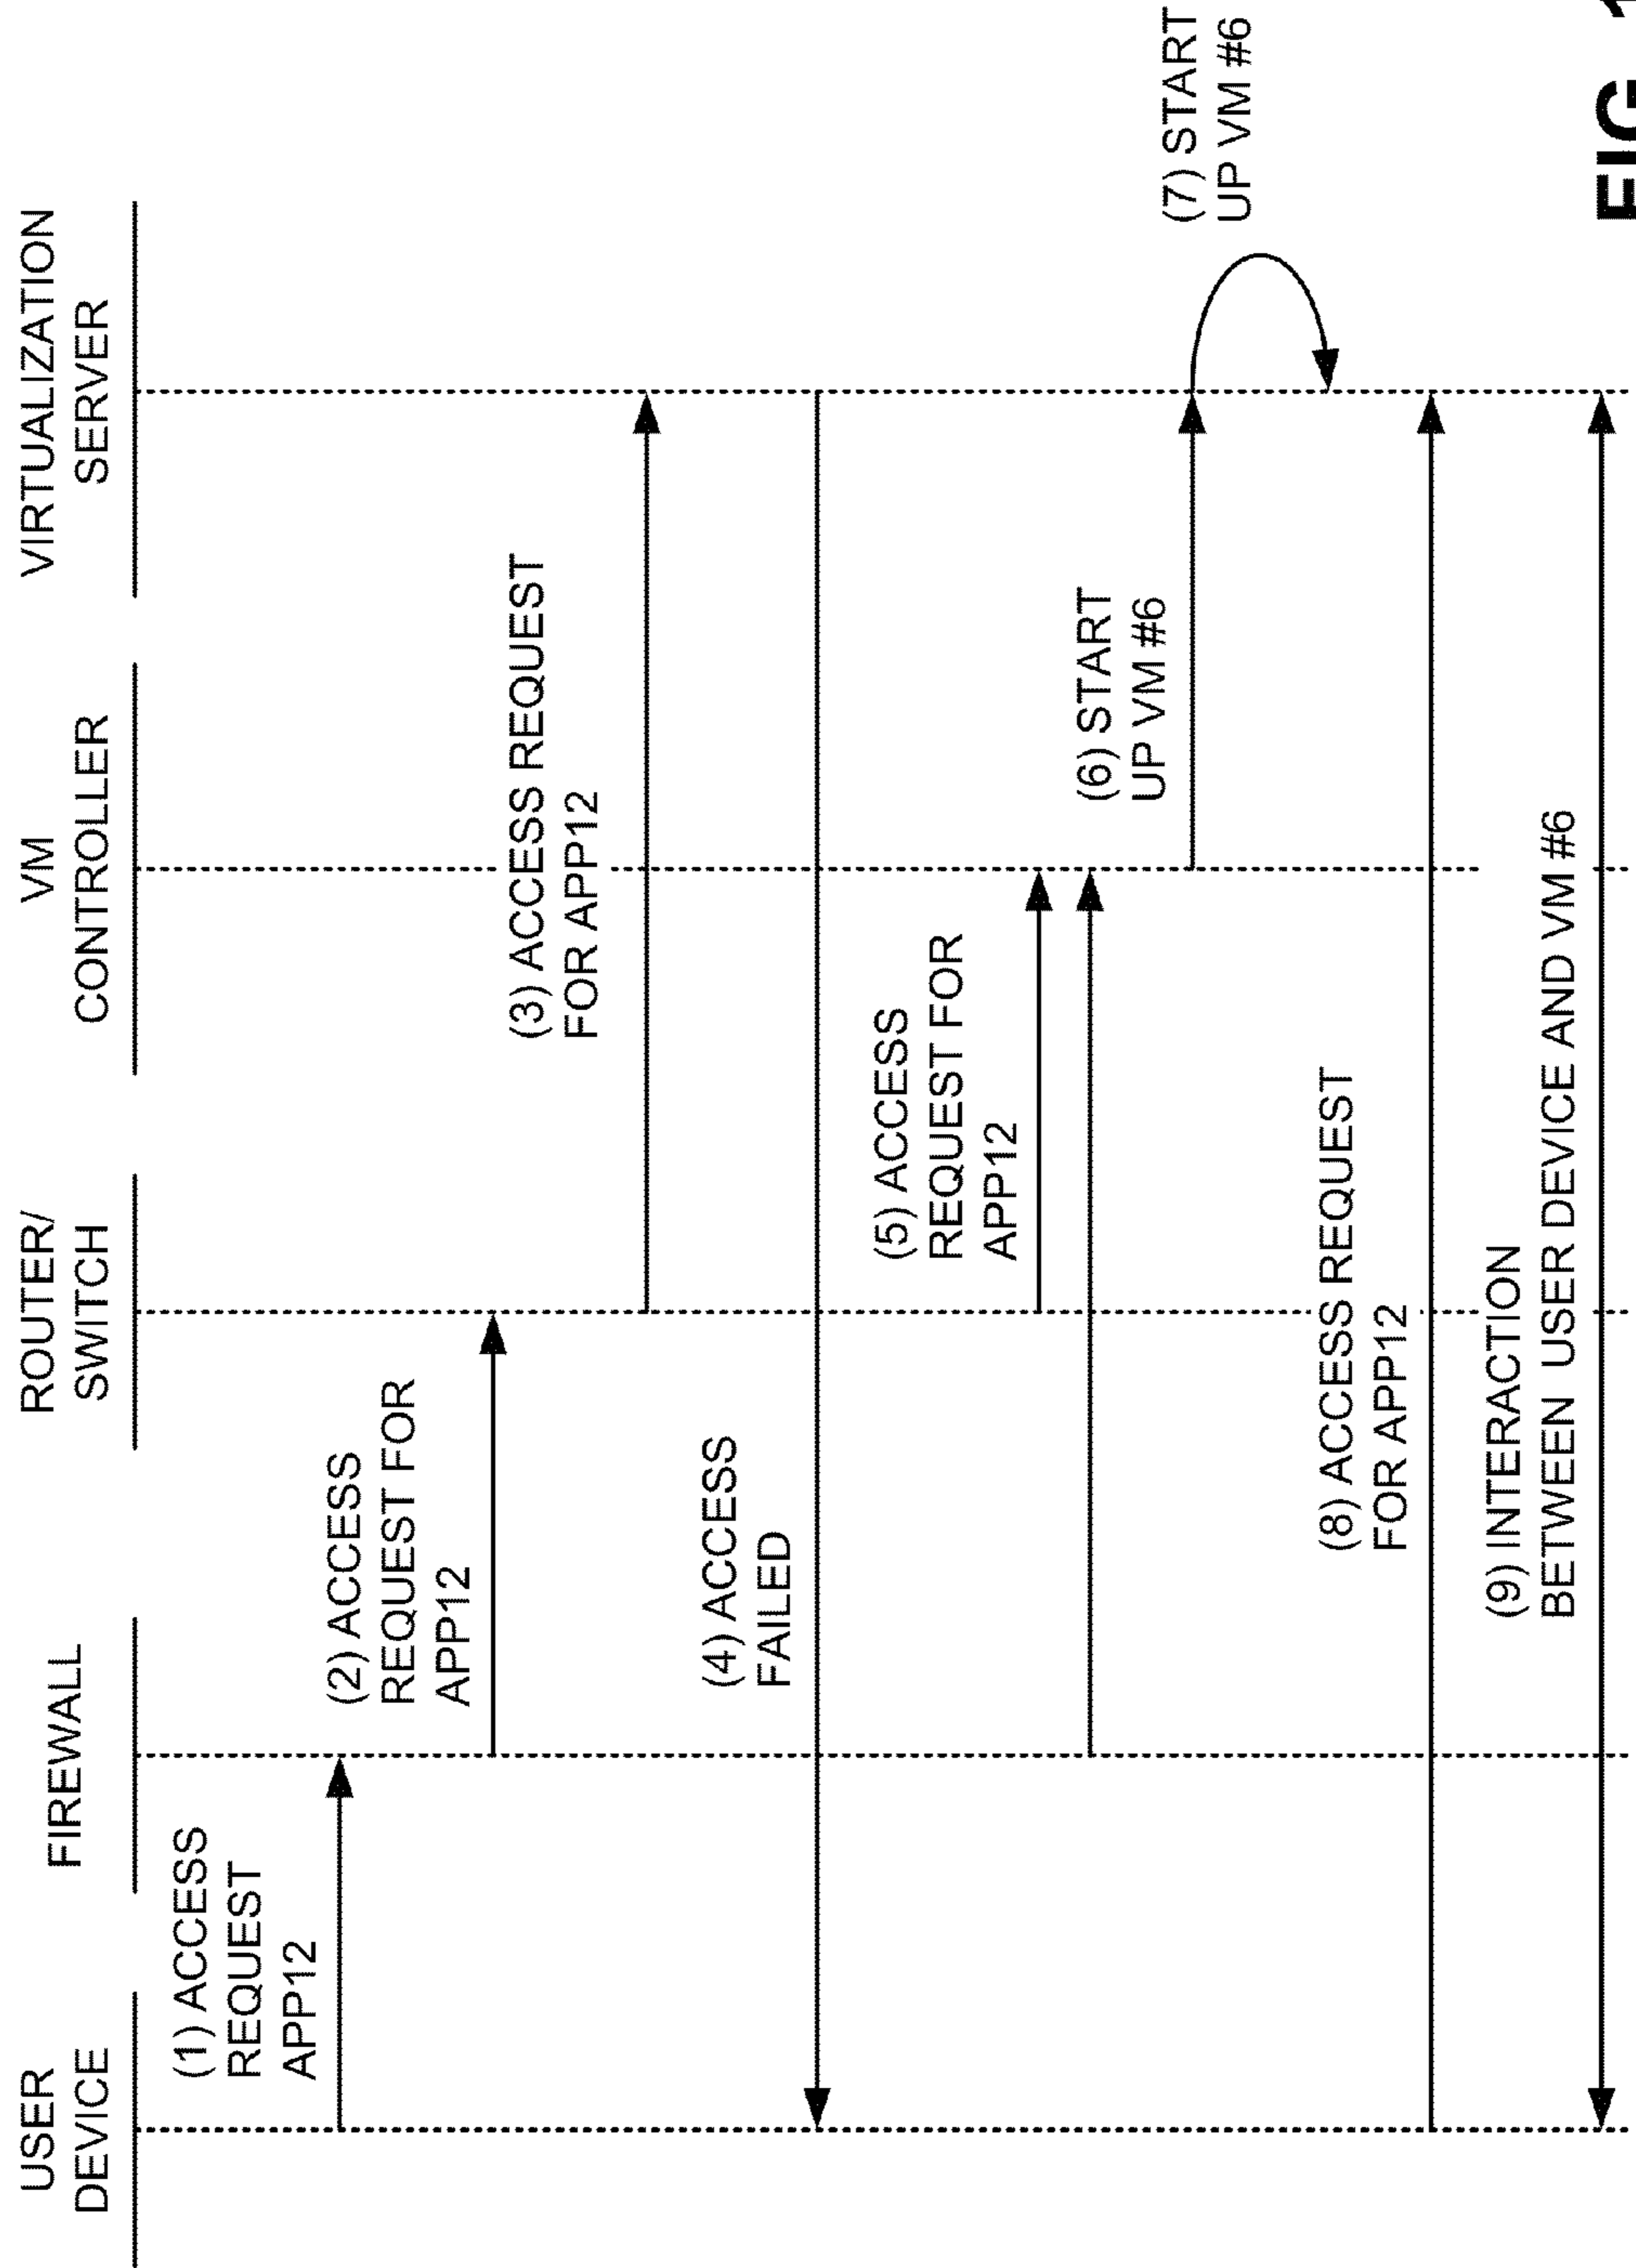 USER
DEVICE
FIREWALL
ROUTER/
SWITCH
VM
CONTROLLER
VIRTUALIZATION
SERVER
(1) ACCESS
REQUEST
APP12
(2) ACCESS
REQUEST FOR
APP12
(3) ACCESS REQUEST
FOR APP12
(4) ACCESS
FAILED
(5) ACCESS
REQUEST FOR
APP12
(6) START
UP VM #6
(7) START
UP VM #6
(8) ACCESS REQUEST
FOR APP12
(9) INTERACTION
BETWEEN USER DEVICE AND VM #6